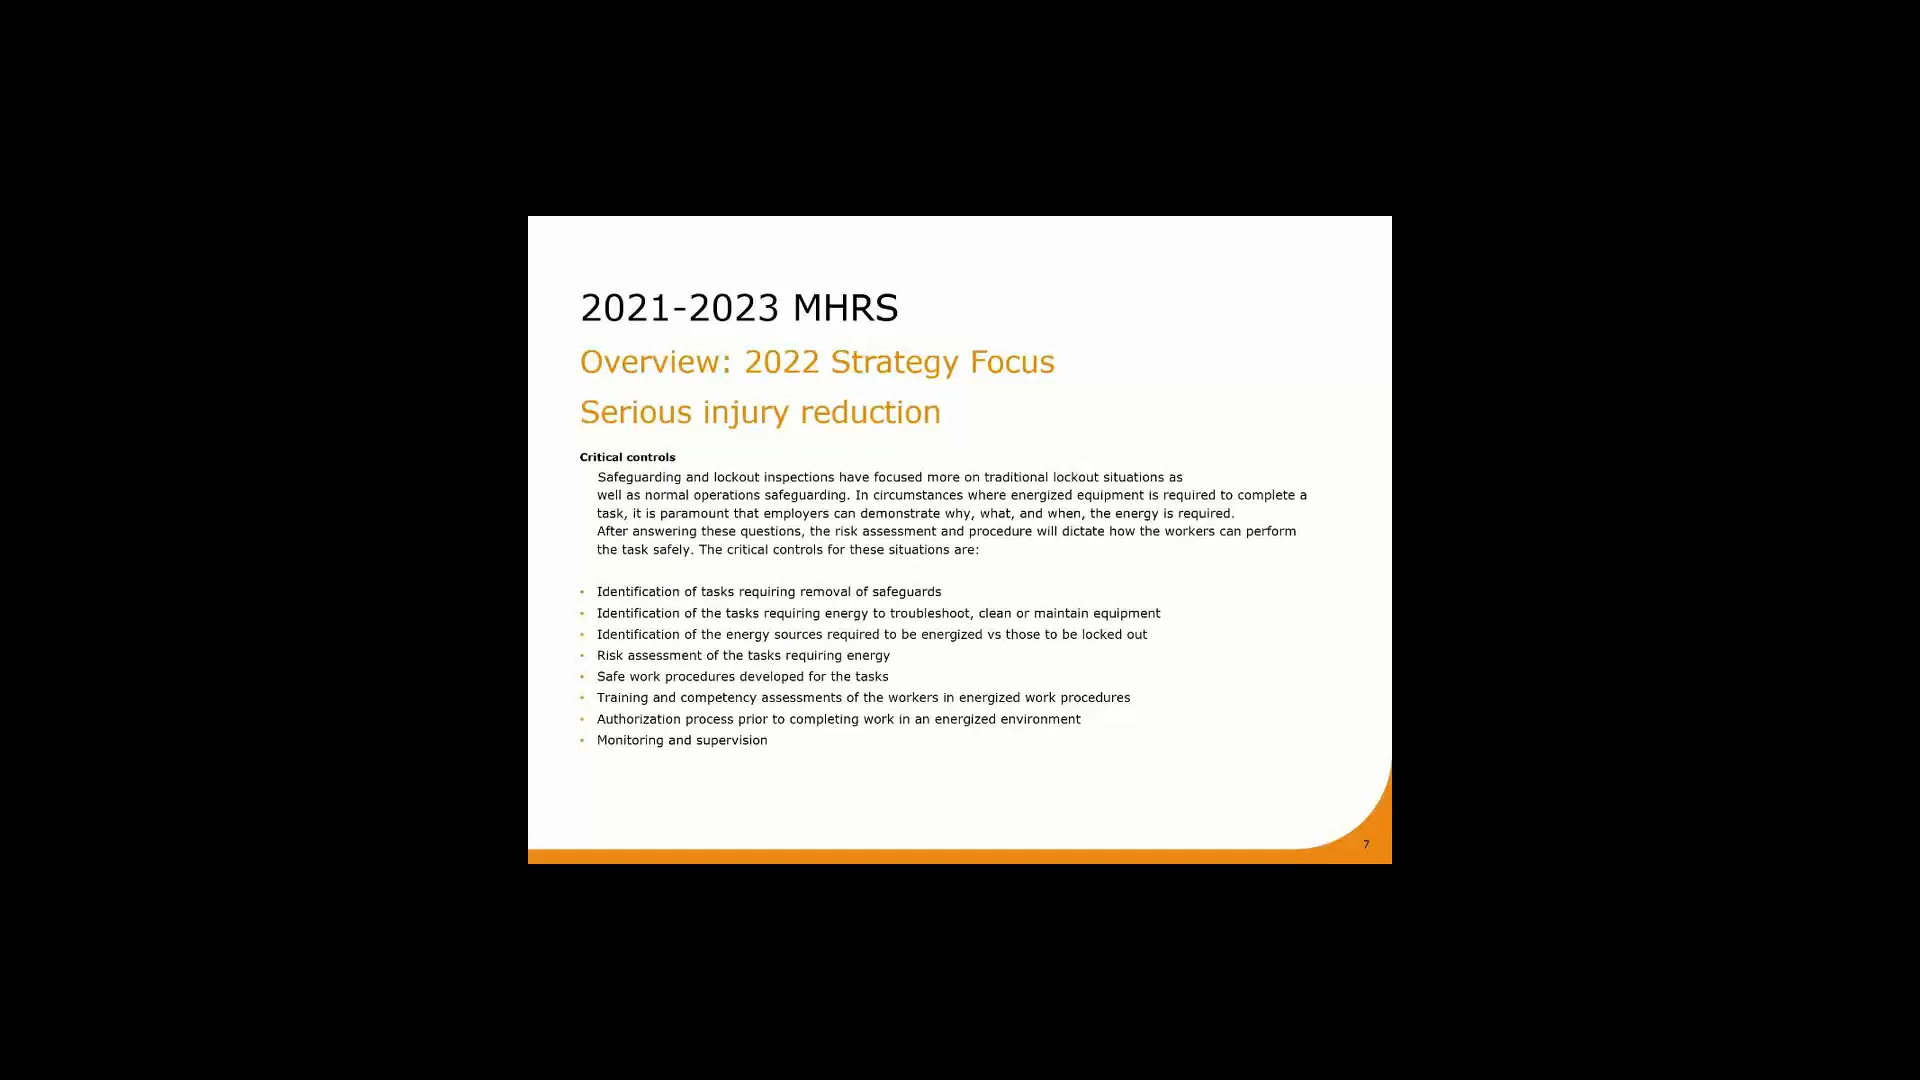 2021-2023 MHRS
Overview: 2022 Strategy Focus
Serious injury reduction
Critical controls
Safeguarding and lockout inspections have focused more on traditional lockout situations as
well as normal operations safeguarding. In circumstances where energized equipment is required to complete a
task, it is paramount that employers can demonstrate why, what, and when, the energy is required.
After answering these questions, the risk assessment and procedure will dictate how the workers can perform
the task safely. The critical controls for these situations are:
• Identification of tasks requiring removal of safeguards
• Identification of the tasks requiring energy to troubleshoot, clean or maintain equipment
• Identification of the energy sources required to be energized vs those to be locked out
• Risk assessment of the tasks requiring energy
• Safe work procedures developed for the tasks
• Training and competency assessments of the workers in energized work procedures
• Authorization process prior to completing work in an energized environment
• Monitoring and supervision
7